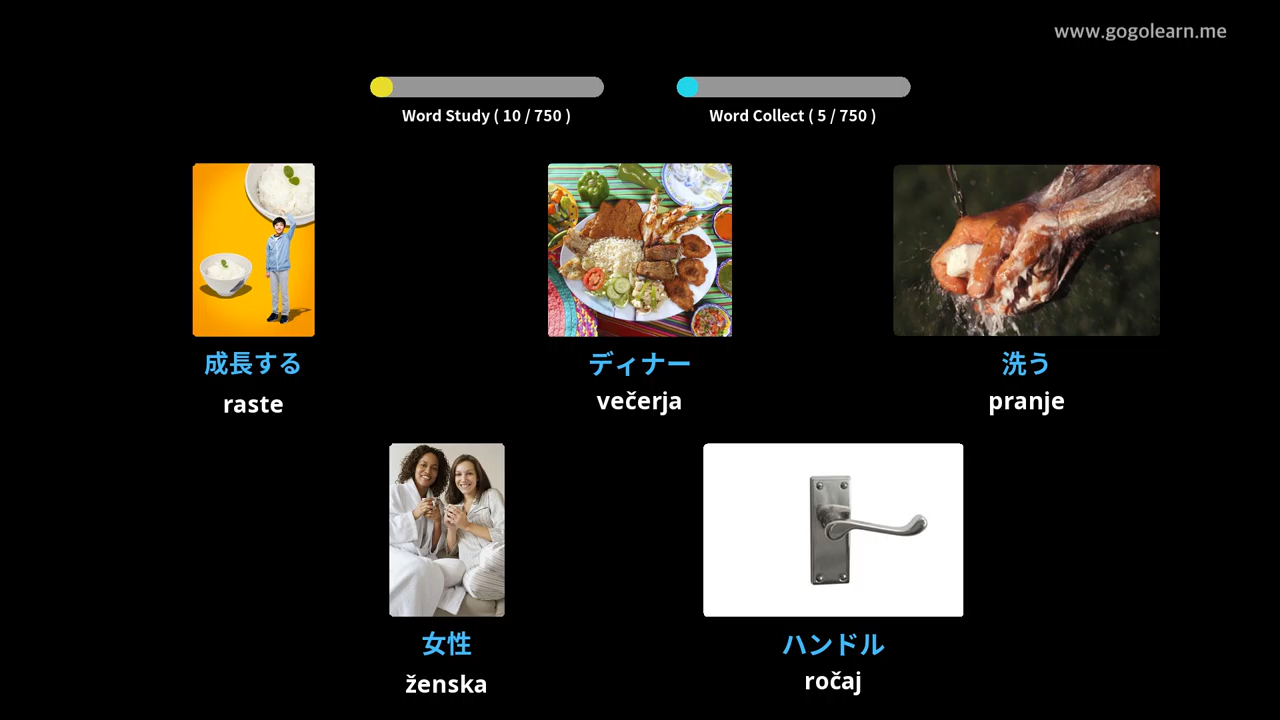 www.gogolearn.me
Word Study ( 10 / 750 )
Word Collect ( 5 / 750 )
成長する
raste
ディナー
večerja
洗う
pranje
女性
ženska
ハンドル
ročaj